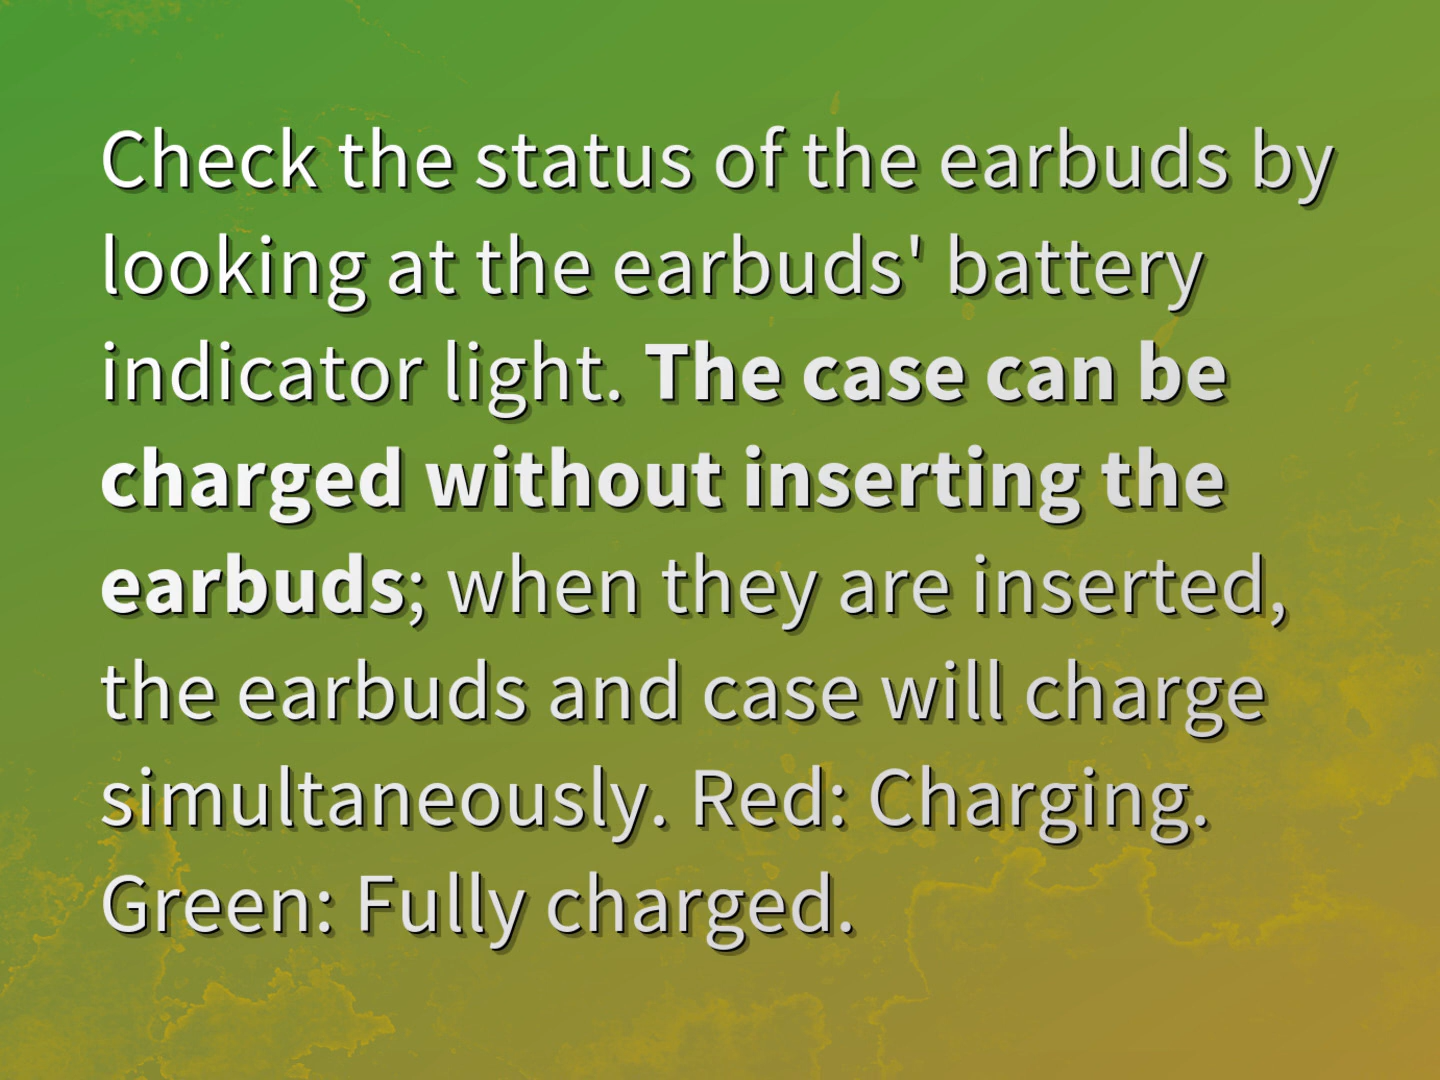 Check the status of the earbuds by
looking at the earbuds' battery
indicator light. The case can be
charged without inserting the
earbuds; when they are inserted,
the earbuds and case will charge
simultaneously. Red: Charging.
Green: Fully charged.